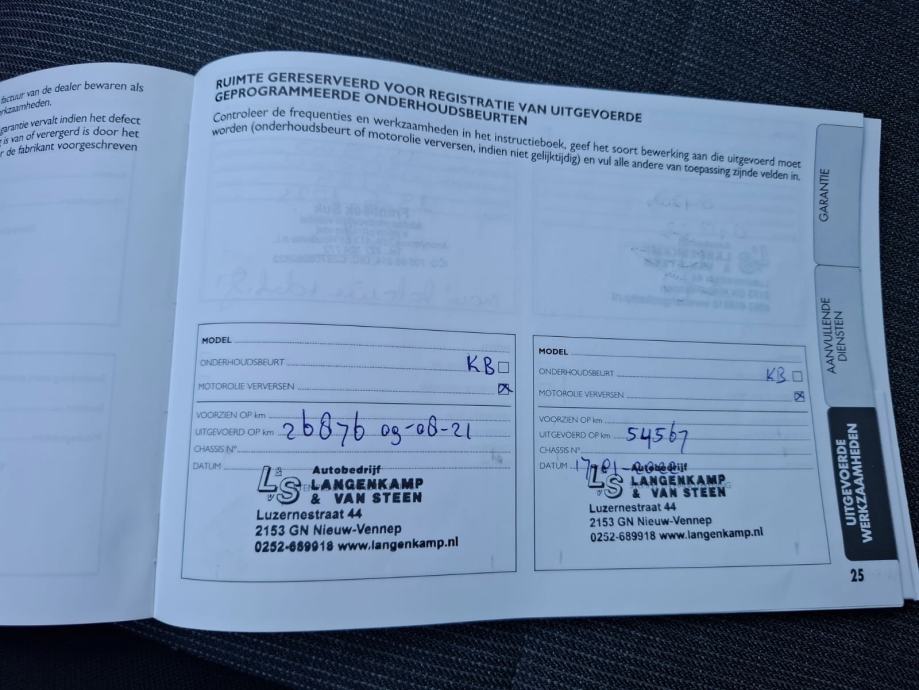 factuur van de dealer bewaren als
garantie vervalt indien het defect
is van of verergerd is door het
de fabrikant voorgeschreven
RUIMTE GERESERVEERD VOOR REGISTRATIE VAN UITGEVOERDE
GEPROGRAMMEERDE ONDERHOUDSBEURTEN
Controleer de frequenties en werkzaamheden in het instructieboek, geef het soort bewerking aan die uitgevoerd moet
worden (onderhoudsbeurt of motorolie verversen, indien niet gelijktijdig) en vul alle andere van toepassing zijnde velden in.
MODEL
ONDERHOUDSBEURT KB
MOTOROLIE VERVERSEN
VOORZIEN OP km
UITGEVOERD OP km 26876 09-08-21
CHASSIS N°
DATUM
L&S Autobedrijf
LANGENKAMP
& VAN STEEN
Luzernestraat 44
2153 GN Nieuw-Vennep
0252-689918 www.langenkamp.nl
MODEL
ONDERHOUDSBEURT KB
MOTOROLIE VERVERSEN
VOORZIEN OP km
UITGEVOERD OP km 54567
CHASSIS N°
DATUM 17-01-2022
L&S Autobedrijf
LANGENKAMP
& VAN STEEN
Luzernestraat 44
2153 GN Nieuw-Vennep
0252-689918 www.langenkamp.nl
GARANTIE
AANVULLENDE
DIENSTEN
UITGEVOERDE
WERKZAAMHEDEN
25